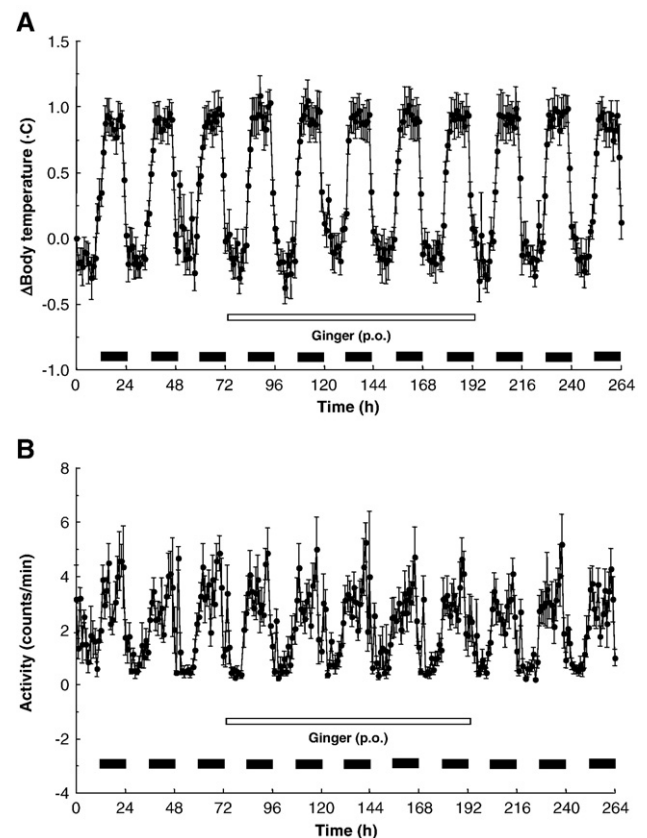 A
1.5
1.0
0.5
0.0
-0.5
-1.0
ΔBody temperature (·C)
Ginger (p.o.)
0 24 48 72 96 120 144 168 192 216 240 264
Time (h)
B
8
6
4
2
0
-2
-4
Activity (counts/min)
Ginger (p.o.)
0 24 48 72 96 120 144 168 192 216 240 264
Time (h)